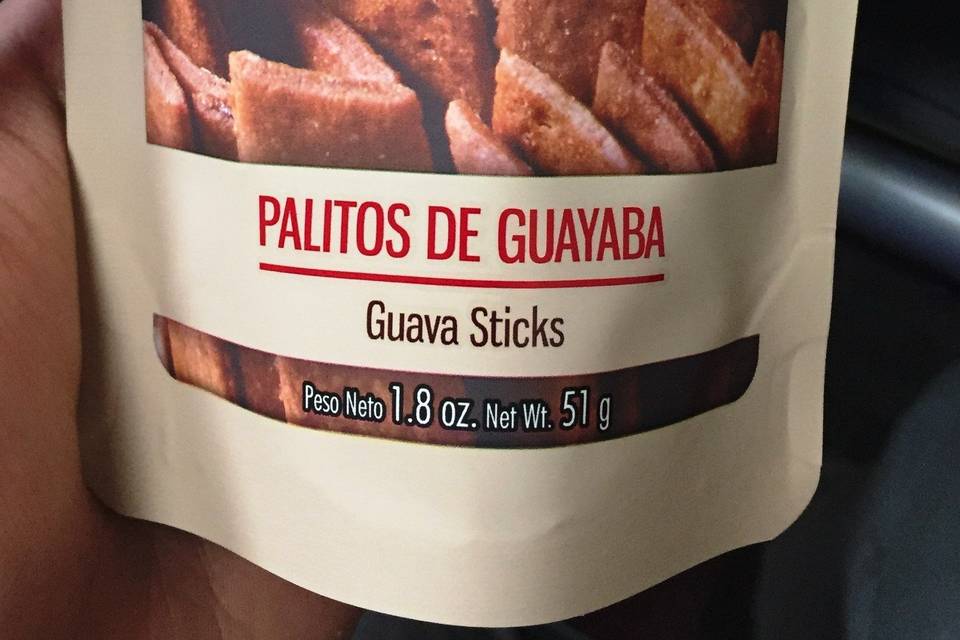 PALITOS DE GUAYABA
Guava Sticks
Peso Neto 1.8 oz. Net Wt. 51 g